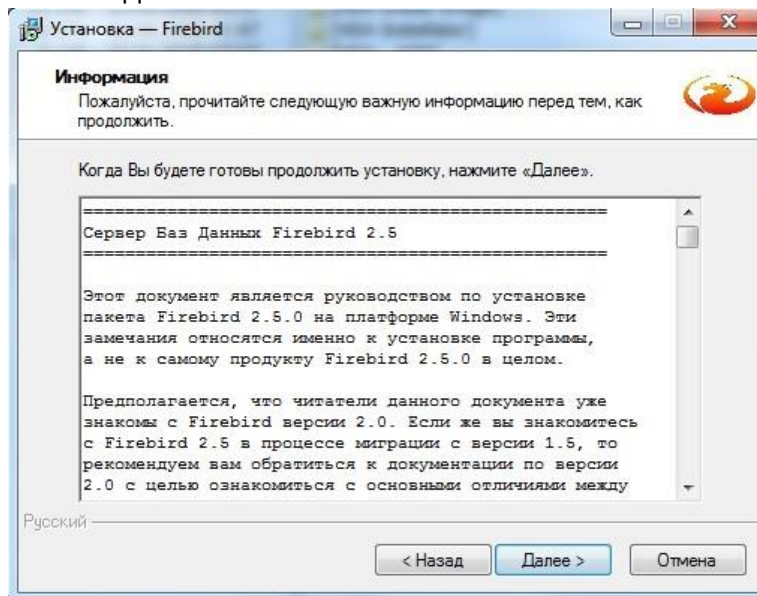 Установка — Firebird
Информация
Пожалуйста, прочитайте следующую важную информацию перед тем, как
продолжить.
Когда Вы будете готовы продолжить установку, нажмите «Далее».
==================================================
Сервер Баз Данных Firebird 2.5
==================================================
Этот документ является руководством по установке
пакета Firebird 2.5.0 на платформе Windows. Эти
замечания относятся именно к установке программы,
а не к самому продукту Firebird 2.5.0 в целом.
Предполагается, что читатели данного документа уже
знакомы с Firebird версии 2.0. Если же вы знакомитесь
с Firebird 2.5 в процессе миграции с версии 1.5, то
рекомендуем вам обратиться к документации по версии
2.0 с целью ознакомиться с основными отличиями между
Русский
< Назад
Далее >
Отмена